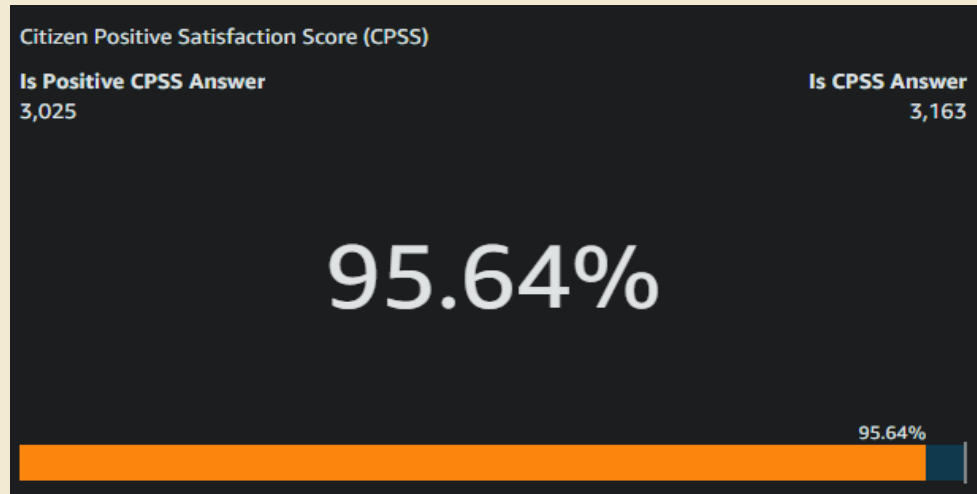 Citizen Positive Satisfaction Score (CPSS)
Is Positive CPSS Answer
Is CPSS Answer
3,025
3,163
95.64%
95.64%